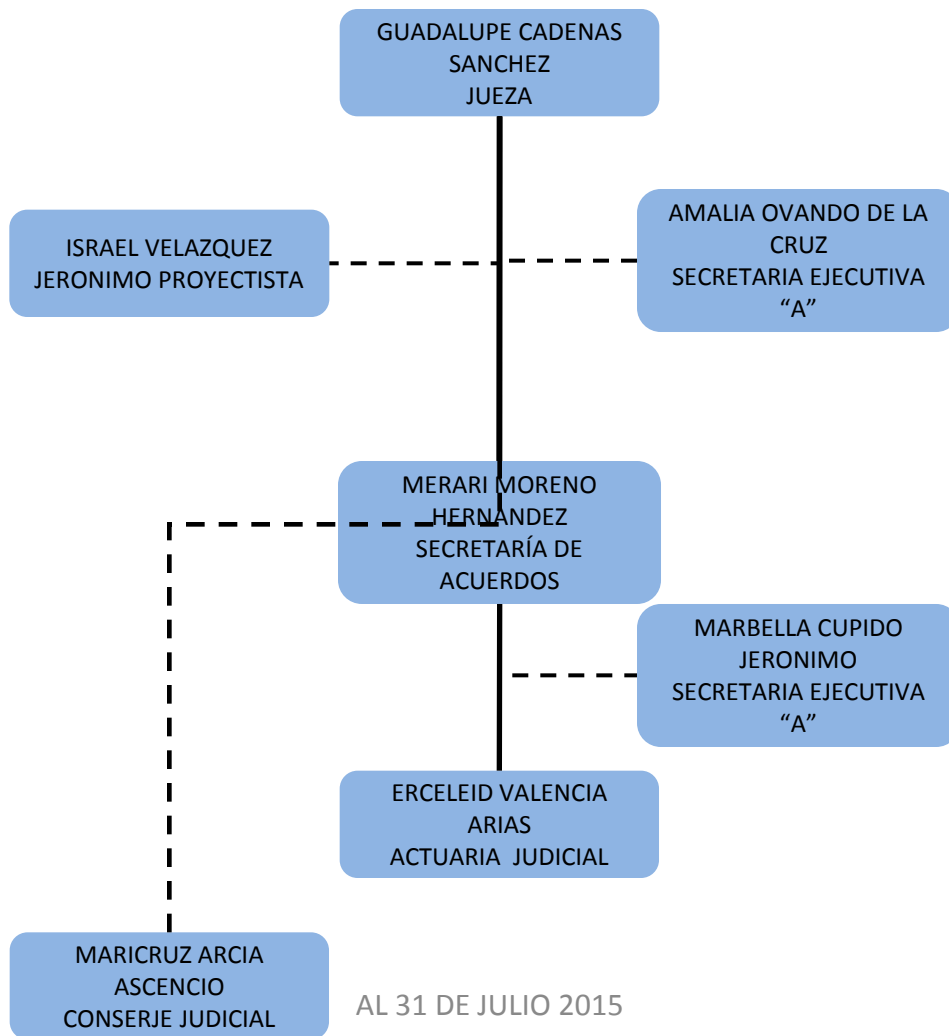 GUADALUPE CADENAS
SANCHEZ
JUEZA
ISRAEL VELAZQUEZ
JERONIMO PROYECTISTA
AMALIA OVANDO DE LA
CRUZ
SECRETARIA EJECUTIVA
“A”
MERARI MORENO
HERNANDEZ
SECRETARÍA DE
ACUERDOS
MARBELLA CUPIDO
JERONIMO
SECRETARIA EJECUTIVA
“A”
ERCELEID VALENCIA
ARIAS
ACTUARIA JUDICIAL
MARICRUZ ARCIA
ASCENCIO
CONSERJE JUDICIAL
AL 31 DE JULIO 2015